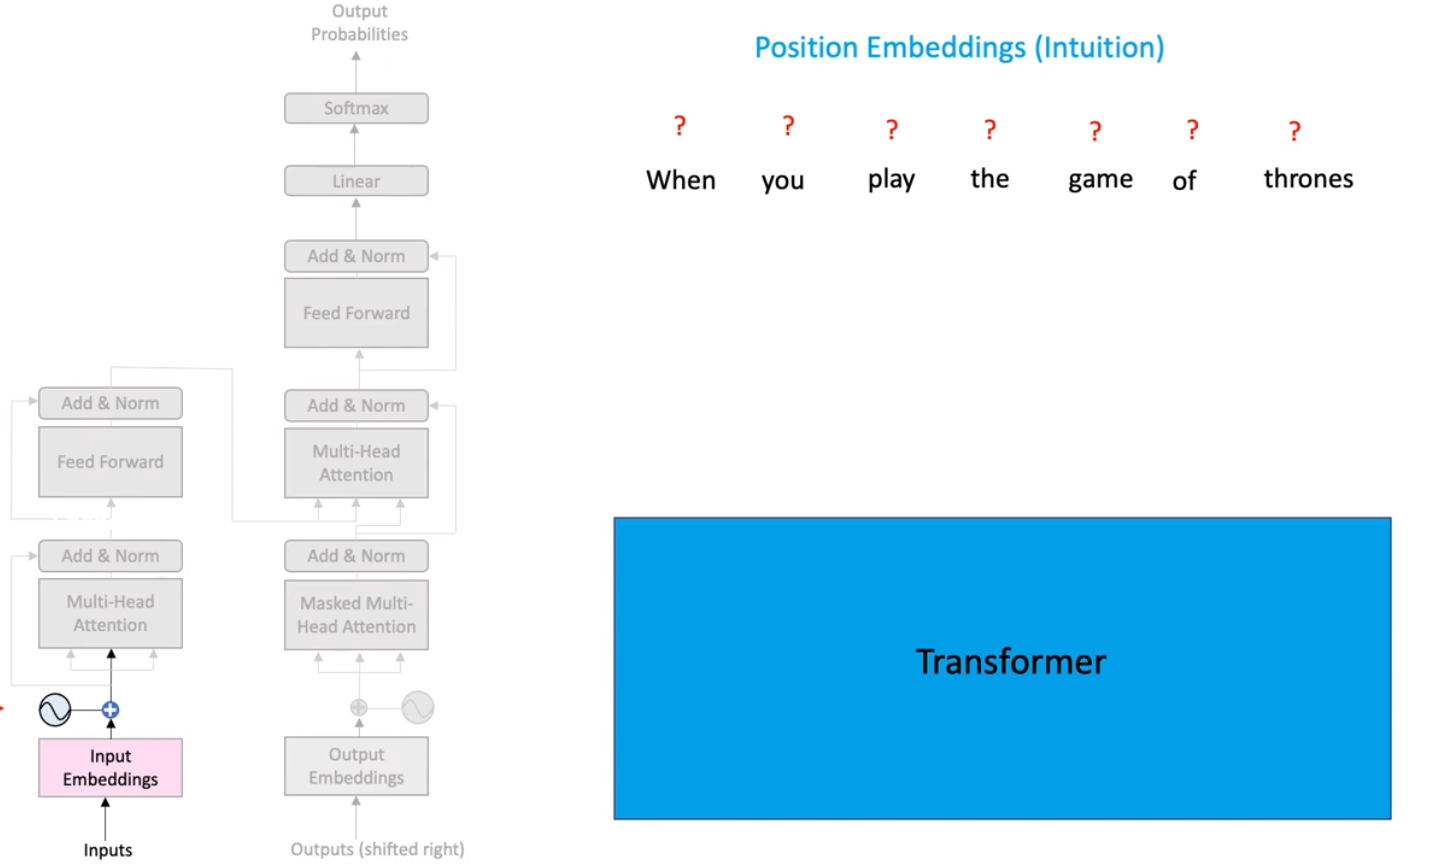 Output
Probabilities
Softmax
Linear
Add & Norm
Feed Forward
Add & Norm
Multi-Head
Attention
Add & Norm
Masked Multi-
Head Attention
Output
Embeddings
Outputs (shifted right)
Add & Norm
Feed Forward
Add & Norm
Multi-Head
Attention
Input
Embeddings
Inputs
Position Embeddings (Intuition)
? ? ? ? ? ? ?
When you play the game of thrones
Transformer